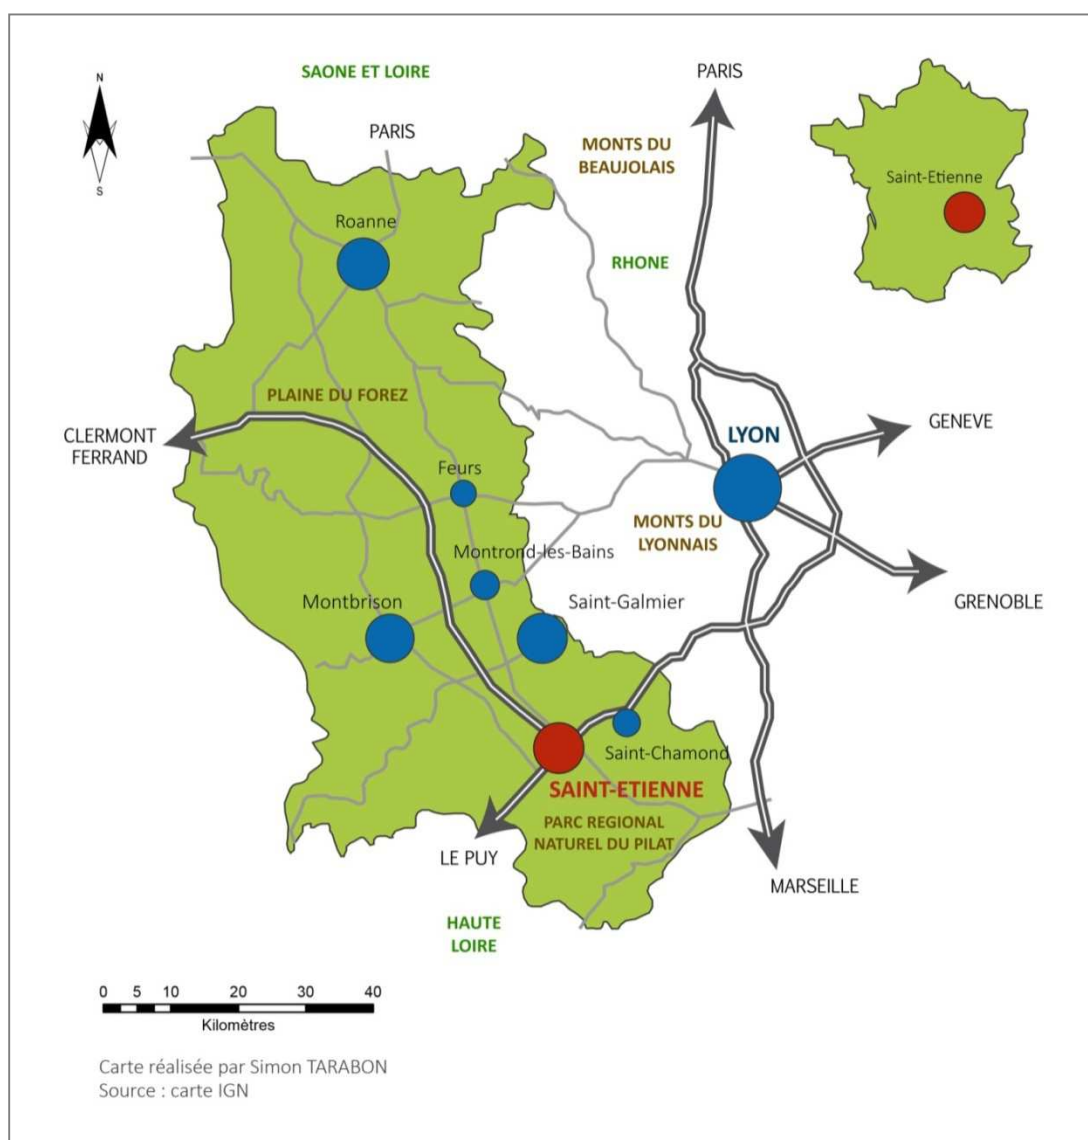 SAONE ET LOIRE
PARIS
N
S
PARIS
MONTS DU
BEAUJOLAIS
Saint-Etienne
Roanne
RHONE
PLAINE DU FOREZ
CLERMONT
FERRAND
GENEVE
LYON
Feurs
MONTS DU
LYONNAIS
Montrond-les-Bains
Montbrison
Saint-Galmier
GRENOBLE
Saint-Chamond
SAINT-ETIENNE
PARC REGIONAL
NATUREL DU PILAT
LE PUY
MARSEILLE
HAUTE
LOIRE
0 5 10 20 30 40
Kilomètres
Carte réalisée par Simon TARABON
Source : carte IGN